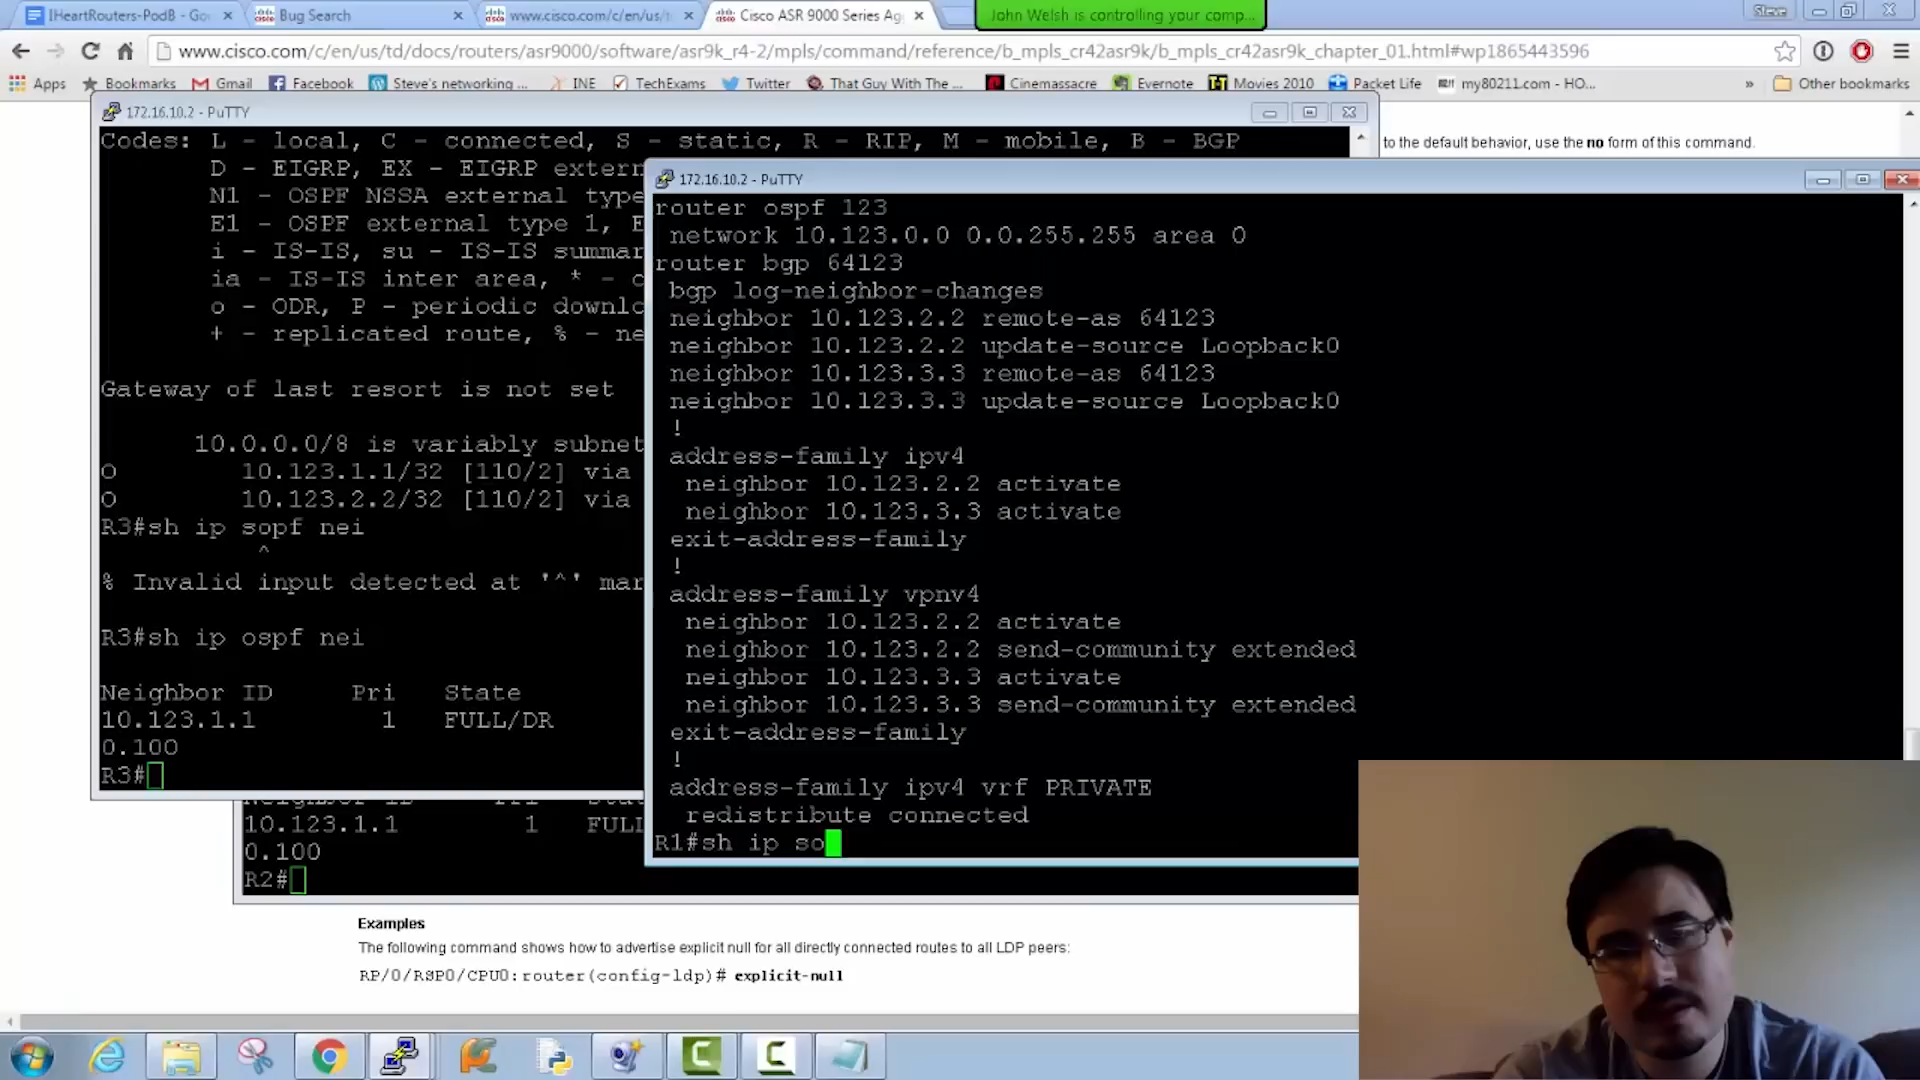 IHeartRouters-PodB - Go
Bug Search
www.cisco.com/c/en/us/t
Cisco ASR 9000 Series Ag
John Welsh is controlling your comp...
Steve
www.cisco.com/c/en/us/td/docs/routers/asr9000/software/asr9k_r4-2/mpls/command/reference/b_mpls_cr42asr9k/b_mpls_cr42asr9k_chapter_01.html#wp1865443596
Apps
Bookmarks
Gmail
Facebook
Steve's networking ...
INE
TechExams
Twitter
That Guy With The ...
Cinemassacre
Evernote
Movies 2010
Packet Life
my80211.com - HO...
»
Other bookmarks
to the default behavior, use the no form of this command.
172.16.10.2 - PuTTY
Codes: L - local, C - connected, S - static, R - RIP, M - mobile, B - BGP
D - EIGRP, EX - EIGRP extern
N1 - OSPF NSSA external type
E1 - OSPF external type 1, E
i - IS-IS, su - IS-IS summa
ia - IS-IS inter area, * - c
o - ODR, P - periodic downlo
+ - replicated route, % - ne
Gateway of last resort is not set
10.0.0.0/8 is variably subnet
O 10.123.1.1/32 [110/2] via
O 10.123.2.2/32 [110/2] via
R3#sh ip sopf nei
^
% Invalid input detected at '^' mar
R3#sh ip ospf nei
Neighbor ID Pri State
10.123.1.1 1 FULL/DR
0.100
R3#
172.16.10.2 - PuTTY
router ospf 123
network 10.123.0.0 0.0.255.255 area 0
router bgp 64123
bgp log-neighbor-changes
neighbor 10.123.2.2 remote-as 64123
neighbor 10.123.2.2 update-source Loopback0
neighbor 10.123.3.3 remote-as 64123
neighbor 10.123.3.3 update-source Loopback0
!
address-family ipv4
neighbor 10.123.2.2 activate
neighbor 10.123.3.3 activate
exit-address-family
!
address-family vpnv4
neighbor 10.123.2.2 activate
neighbor 10.123.2.2 send-community extended
neighbor 10.123.3.3 activate
neighbor 10.123.3.3 send-community extended
exit-address-family
!
address-family ipv4 vrf PRIVATE
redistribute connected
R1#sh ip so
10.123.1.1 1 FULL
0.100
R2#
Examples
The following command shows how to advertise explicit null for all directly connected routes to all LDP peers:
RP/0/RSP0/CPU0:router(config-ldp)# explicit-null